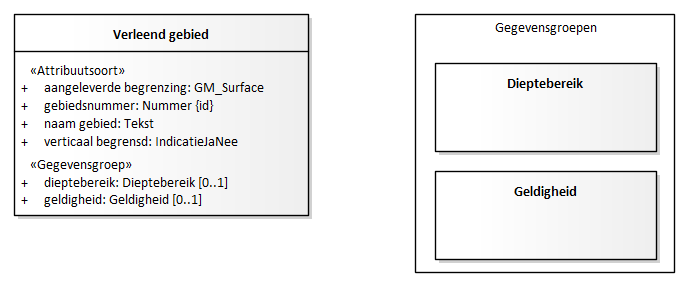 Verleend gebied
«Attribuutsoort»
+ aangeleverde begrenzing: GM_Surface
+ gebiedsnummer: Nummer {id}
+ naam gebied: Tekst
+ verticaal begrensd: IndicatieJaNee
«Gegevensgroep»
+ dieptebereik: Dieptebereik [0..1]
+ geldigheid: Geldigheid [0..1]
Gegevensgroepen
Dieptebereik
Geldigheid